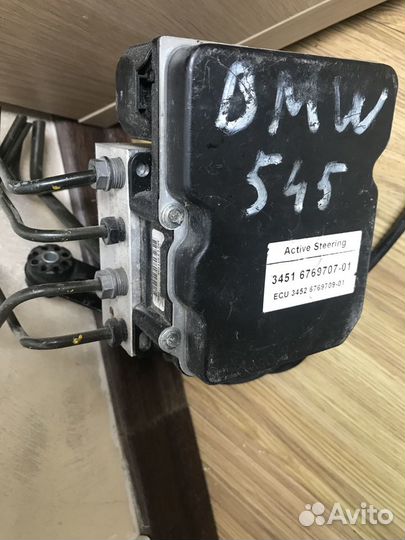 BMW
545
Active Steering
3451 6769707-01
ECU 3452 6769709-01
Avito